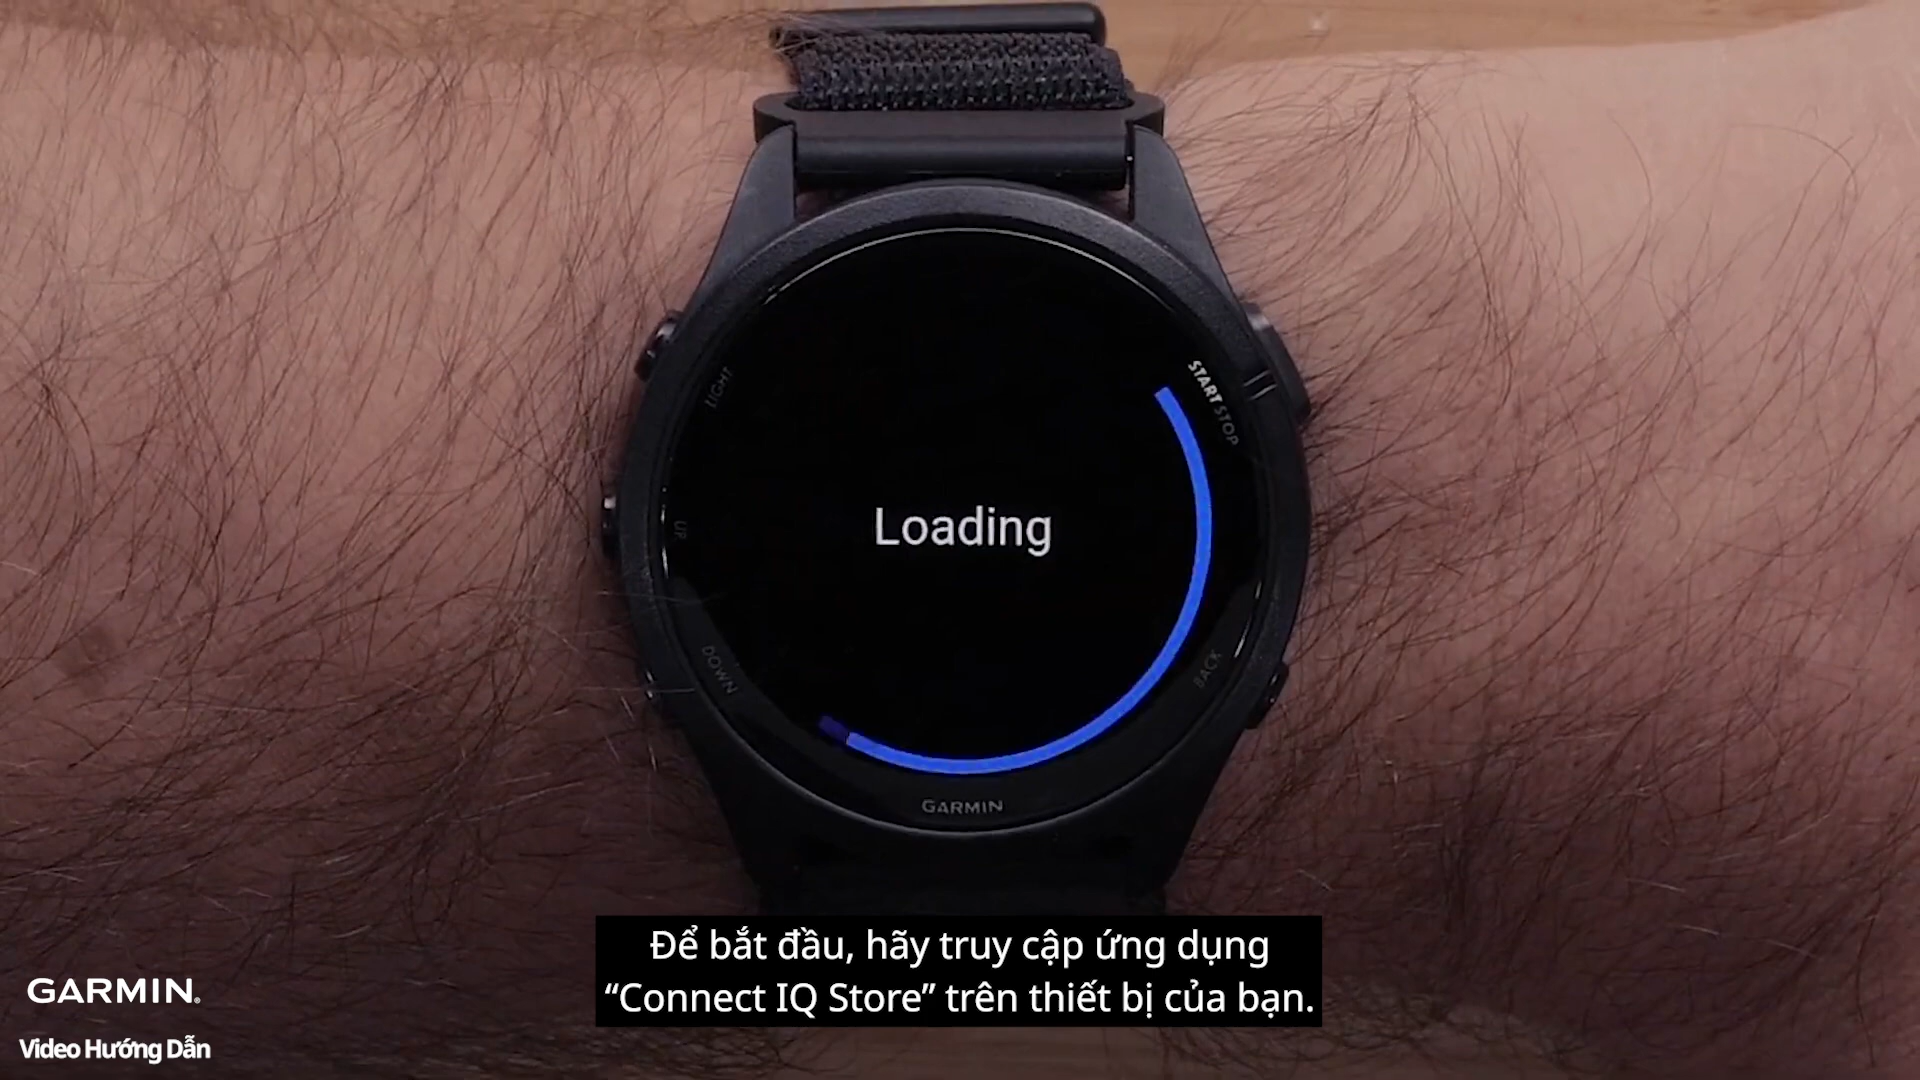 LIGHT
START STOP
UP
Loading
DOWN
BACK
GARMIN
Để bắt đầu, hãy truy cập ứng dụng
“Connect IQ Store” trên thiết bị của bạn.
GARMIN®
Video Hướng Dẫn